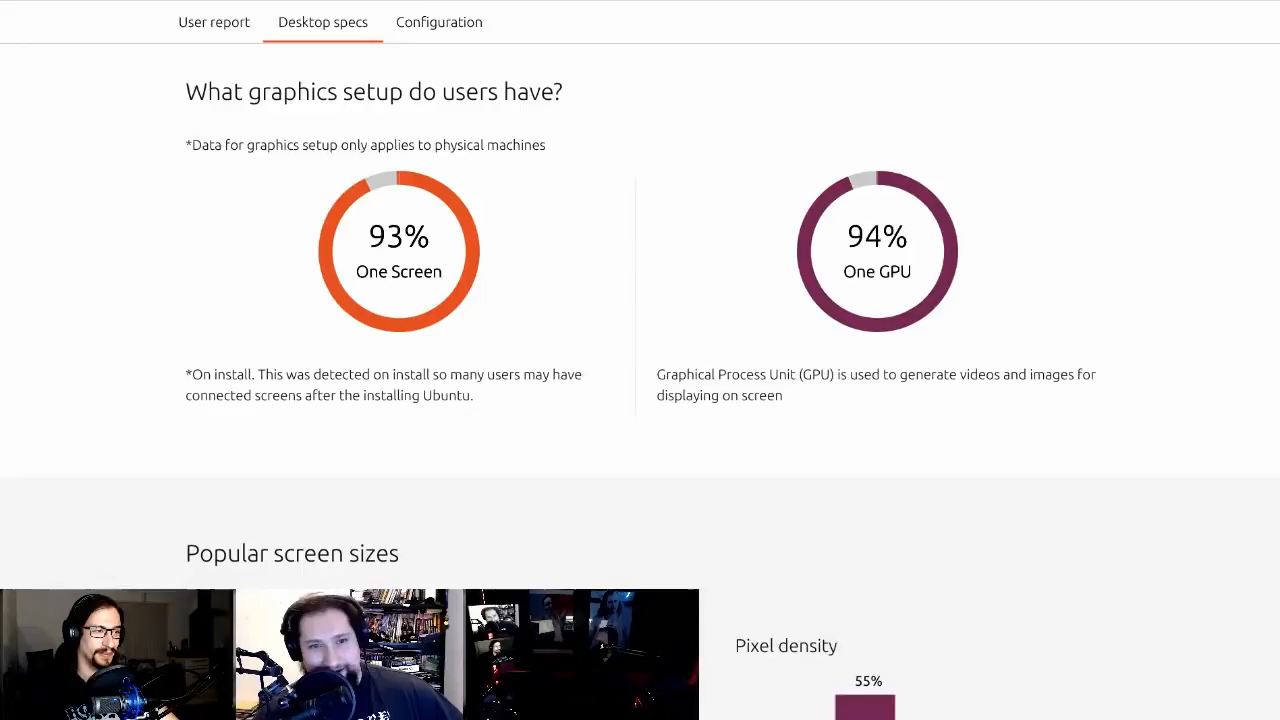 User report Desktop specs Configuration
What graphics setup do users have?
*Data for graphics setup only applies to physical machines
93%
One Screen
94%
One GPU
*On install. This was detected on install so many users may have
connected screens after the installing Ubuntu.
Graphical Process Unit (GPU) is used to generate videos and images for
displaying on screen
Popular screen sizes
Pixel density
55%